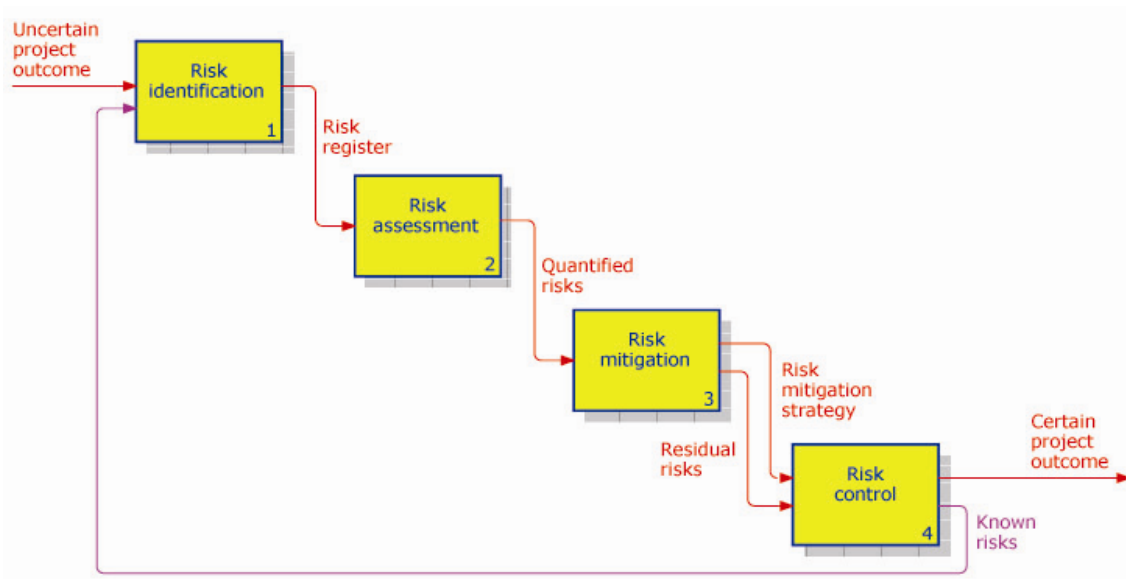 Uncertain
project
outcome
Risk
identification
1
Risk
register
Risk
assessment
2
Quantified
risks
Risk
mitigation
3
Risk
mitigation
strategy
Residual
risks
Risk
control
4
Certain
project
outcome
Known
risks